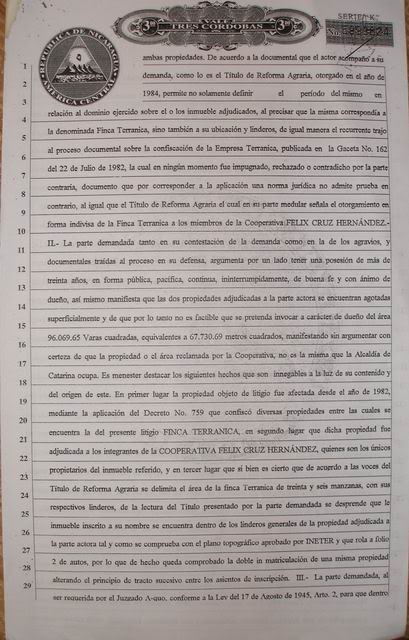 VALE
TRES CORDOBAS
3.00
3.00
SERIE "K"
No.
REPUBLICA DE NICARAGUA
AMERICA CENTRAL
ambas propiedades. De acuerdo a la documental que el actor acompaño a su
1 demanda, como lo es el Título de Reforma Agraria, otorgado en el año de
2 1984, permite no solamente definir el período del mismo en
3 relación al dominio ejercido sobre el o los inmueble adjudicados, al precisar que la misma correspondía a
4 la denominada Finca Terranica, sino también a su ubicación y linderos, de igual manera el recurrente trajo
5 al proceso documental sobre la confiscación de la Empresa Terranica, publicada en la Gaceta No. 162
6 del 22 de Julio de 1982, la cual en ningún momento fue impugnado, rechazado o contradicho por la parte
7 contraria, documento que por corresponder a la aplicación una norma jurídica no admite prueba en
8 contrario, al igual que el Título de Reforma Agraria el cual en su parte medular señala el otorgamiento en
9 forma indivisa de la Finca Terranica a los miembros de la Cooperativa FELIX CRUZ HERNÁNDEZ.-
10 II.- La parte demandada tanto en su contestación de la demanda como en la de los agravios, y
11 documentales traídas al proceso en su defensa, argumenta por un lado tener una posesión de más de
12 treinta años, en forma pública, pacífica, continua, ininterrumpidamente, de buena fe y con ánimo de
13 dueño, así mismo manifiesta que las dos propiedades adjudicadas a la parte actora se encuentran agotadas
14 superficialmente y de que por lo tanto no es factible que se pretenda invocar a carácter de dueño del área
15 96.069.65 Varas cuadradas, equivalentes a 67.730.69 metros cuadrados, manifestando sin argumentar con
16 certeza de que la propiedad o el área reclamada por la Cooperativa, no es la misma que la Alcaldía de
17 Catarina ocupa. Es menester destacar los siguientes hechos que son innegables a la luz de su contenido y
18 del origen de este. En primer lugar la propiedad objeto de litigio fue afectada desde el año de 1982,
19 mediante la aplicación del Decreto No. 759 que confiscó diversas propiedades entre las cuales se
20 encuentra la del presente litigio FINCA TERRANICA, en segundo lugar que dicha propiedad fue
21 adjudicada a los integrantes de la COOPERATIVA FELIX CRUZ HERNÁNDEZ, quienes son los únicos
22 propietarios del inmueble referido, y en tercer lugar que si bien es cierto que de acuerdo a las voces del
23 Título de Reforma Agraria se delimita el área de la finca Terranica de treinta y seis manzanas, con sus
24 respectivos linderos, de la lectura del Título presentado por la parte demandada se desprende que le
25 inmueble inscrito a su nombre se encuentra dentro de los linderos generales de la propiedad adjudicada a
26 la parte actora tal y como se comprueba con el plano topográfico aprobado por INETER y que rola a folio
27 2 de autos, por lo que de hecho queda comprobado la doble in matriculación de una misma propiedad
28 alterando el principio de tracto sucesivo entre los asientos de inscripción. III.- La parte demandada, al
29 ser requerida por el Juzgado A-quo, conforme a la Ley del 17 de Agosto de 1945, Arto. 2, para que dentro